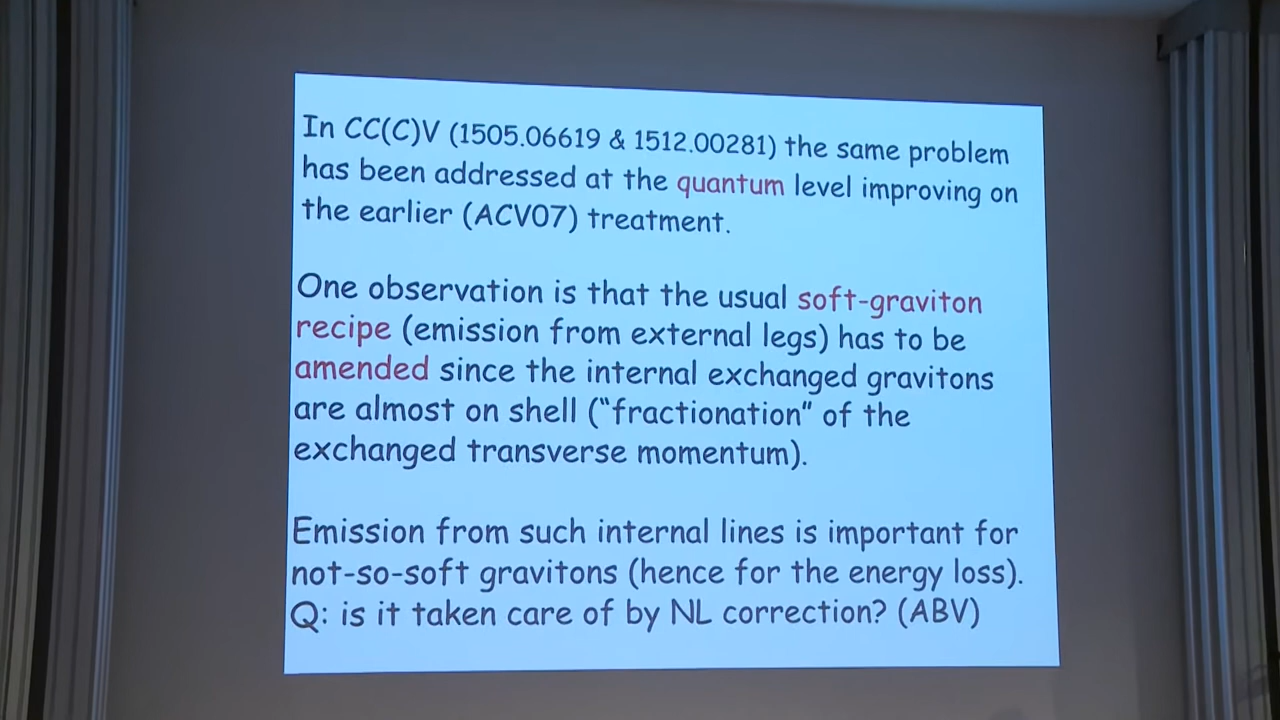 In CC(C)V (1505.06619 & 1512.00281) the same problem
has been addressed at the quantum level improving on
the earlier (ACV07) treatment.
One observation is that the usual soft-graviton
recipe (emission from external legs) has to be
amended since the internal exchanged gravitons
are almost on shell ("fractionation" of the
exchanged transverse momentum).
Emission from such internal lines is important for
not-so-soft gravitons (hence for the energy loss).
Q: is it taken care of by NL correction? (ABV)